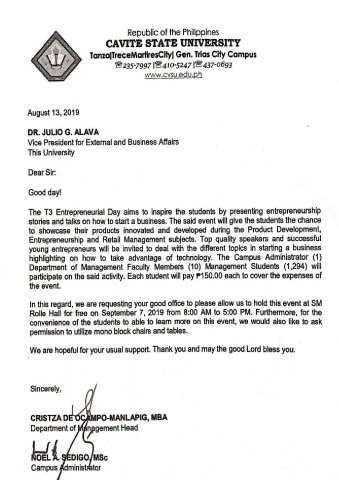 Republic of the Philippines
CAVITE STATE UNIVERSITY
Tanza|TreceMartiresCity| Gen. Trias City Campus
☏235-7997 |☏410-5247 |☏437-0693
www.cvsu.edu.ph
August 13, 2019
DR. JULIO G. ALAVA
Vice President for External and Business Affairs
This University
Dear Sir:
Good day!
The T3 Entrepreneurial Day aims to inspire the students by presenting entrepreneurship
stories and talks on how to start a business. The said event will give the students the chance
to showcase their products innovated and developed during the Product Development,
Entrepreneurship and Retail Management subjects. Top quality speakers and successful
young entrepreneurs will be invited to deal with the different topics in starting a business
highlighting on how to take advantage of technology. The Campus Administrator (1)
Department of Management Faculty Members (10) Management Students (1,294) will
participate on the said activity. Each student will pay ₱150.00 each to cover the expenses of
the event.
In this regard, we are requesting your good office to please allow us to hold this event at SM
Rolle Hall for free on September 7, 2019 from 8:00 AM to 5:00 PM. Furthermore, for the
convenience of the students to able to learn more on this event, we would also like to ask
permission to utilize mono block chairs and tables.
We are hopeful for your usual support. Thank you and may the good Lord bless you.
Sincerely,
CRISTZA DE OCAMPO-MANLAPIG, MBA
Department of Management Head
NOEL A. SEDIGO, MSc
Campus Administrator